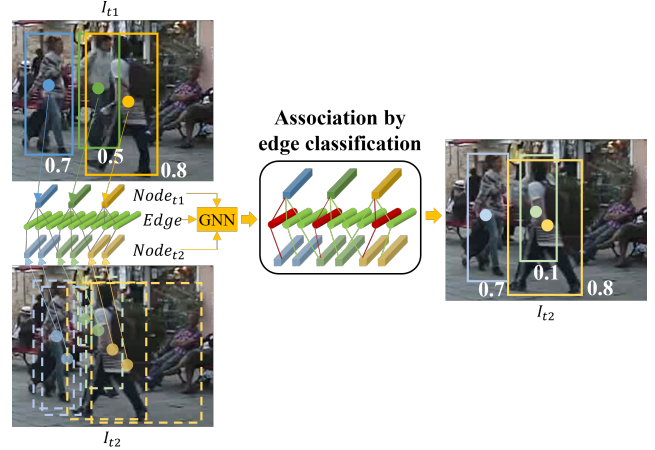 I_{t1}
0.7
0.5
0.8
Node_{t1}
Edge
Node_{t2}
GNN
I_{t2}
Association by
edge classification
0.7
0.1
0.8
I_{t2}